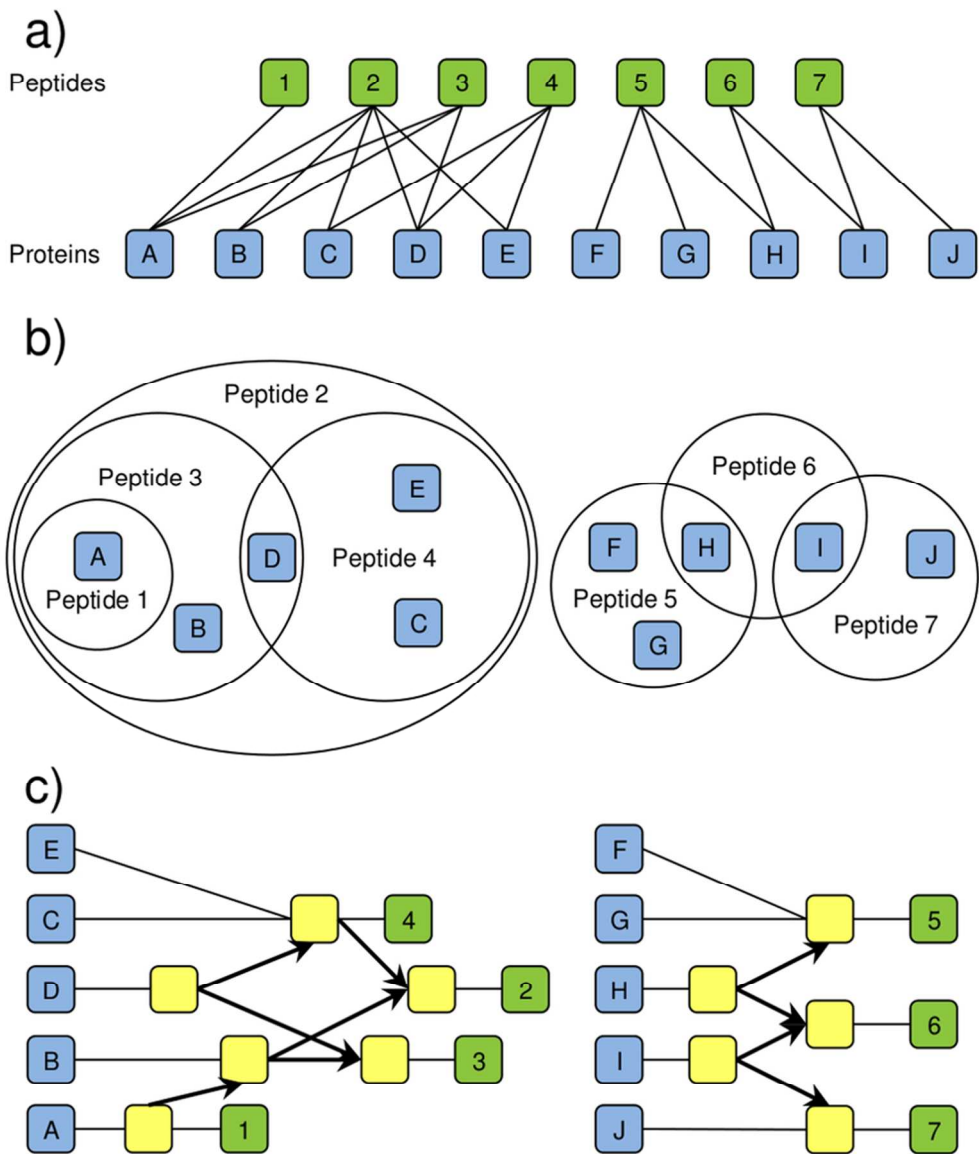 a)
Peptides 1 2 3 4 5 6 7
Proteins A B C D E F G H I J
b)
Peptide 2
Peptide 3
Peptide 6
E
A D Peptide 4 F H I J
Peptide 1
Peptide 5
B C
G Peptide 7
c)
E F
C 4 G 5
D 2 H
6
B 3 I
A 1 J 7